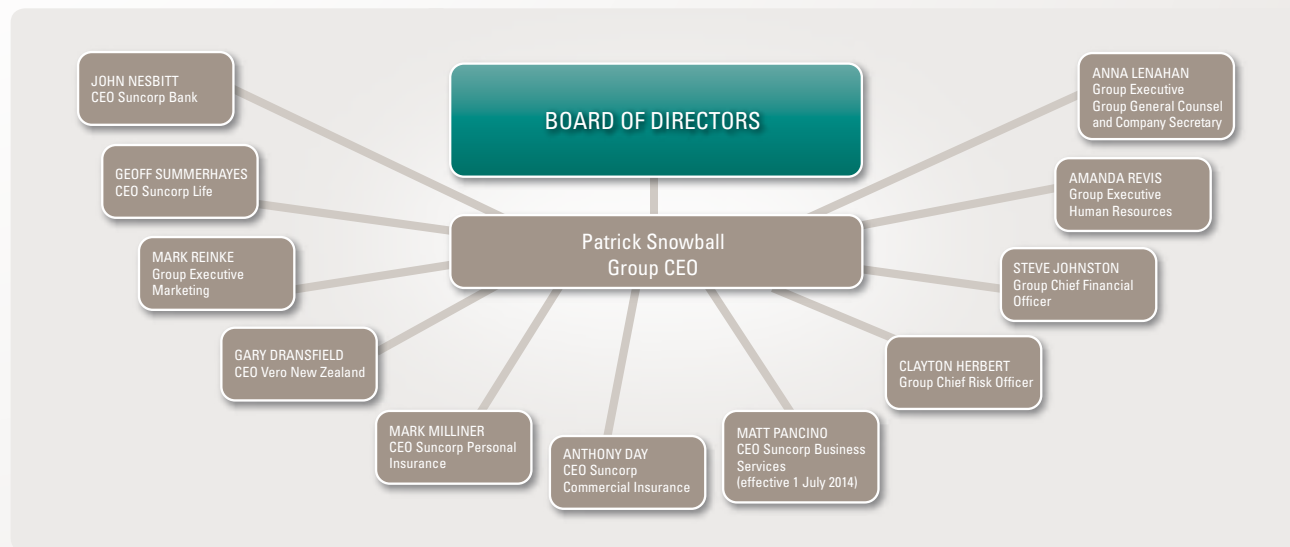 BOARD OF DIRECTORS
Patrick Snowball
Group CEO
JOHN NESBITT
CEO Suncorp Bank
GEOFF SUMMERHAYES
CEO Suncorp Life
MARK REINKE
Group Executive
Marketing
GARY DRANSFIELD
CEO Vero New Zealand
MARK MILLINER
CEO Suncorp Personal
Insurance
ANTHONY DAY
CEO Suncorp
Commercial Insurance
MATT PANCINO
CEO Suncorp Business
Services
(effective 1 July 2014)
CLAYTON HERBERT
Group Chief Risk Officer
STEVE JOHNSTON
Group Chief Financial
Officer
AMANDA REVIS
Group Executive
Human Resources
ANNA LENAHAN
Group Executive
Group General Counsel
and Company Secretary